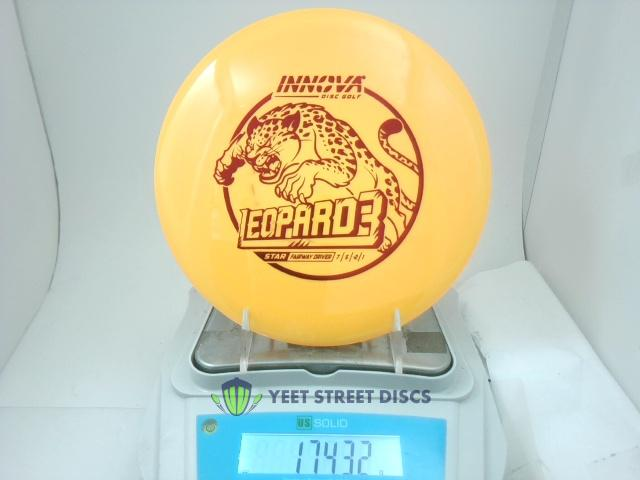 INNOVA
DISC GOLF
LEOPARD3
STAR FAIRWAY DRIVER 7/5/-2/1
YEET STREET DISCS
US SOLID
174.32 g